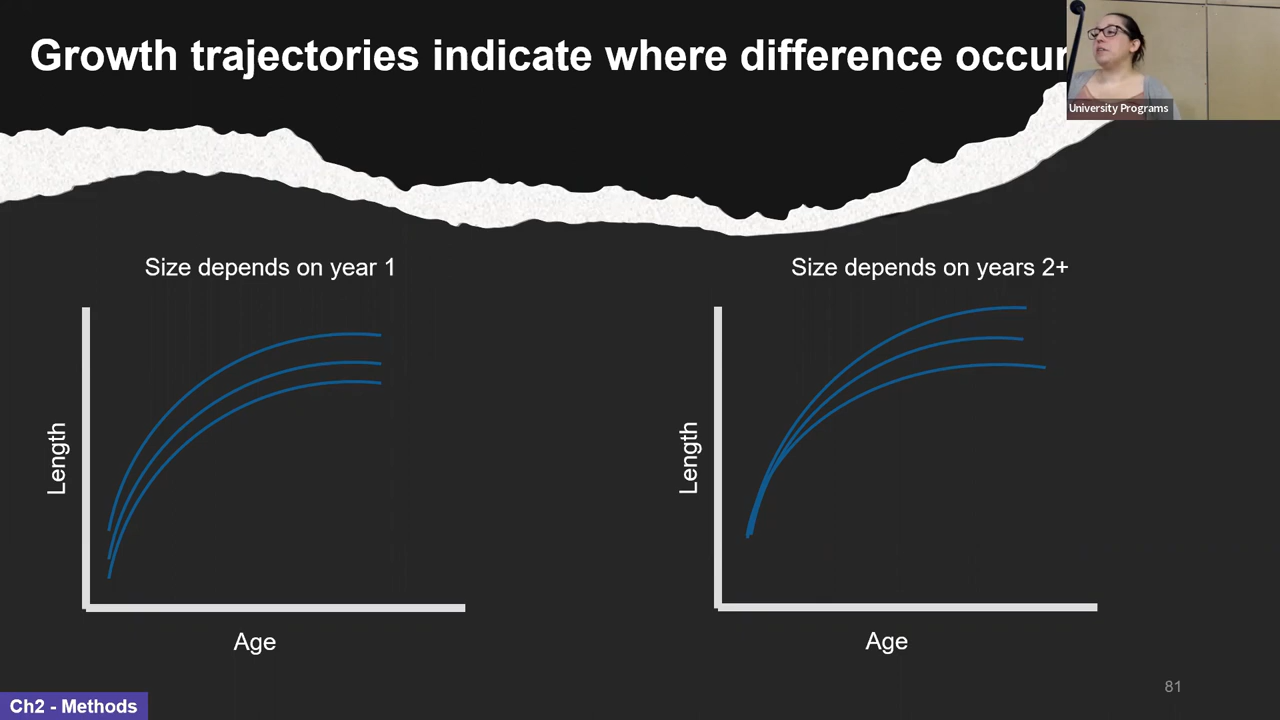 Growth trajectories indicate where difference occur
University Programs
Size depends on year 1
Size depends on years 2+
Length
Length
Age
Age
81
Ch2 - Methods